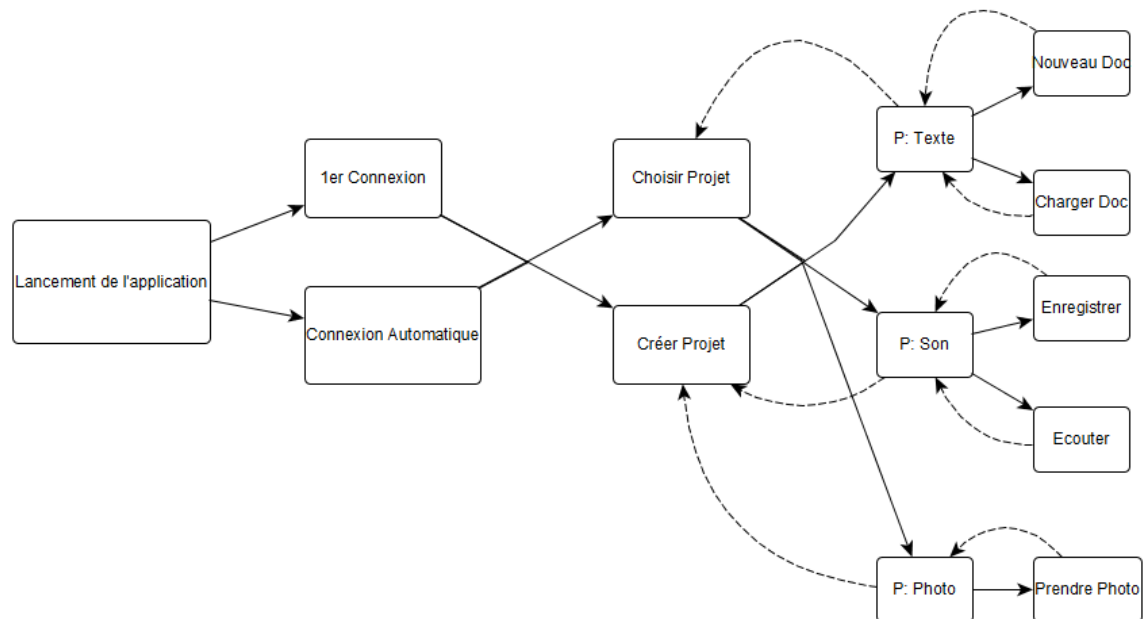 Lancement de l'application
1er Connexion
Connexion Automatique
Choisir Projet
Créer Projet
P: Texte
Nouveau Doc
Charger Doc
P: Son
Enregistrer
Ecouter
P: Photo
Prendre Photo